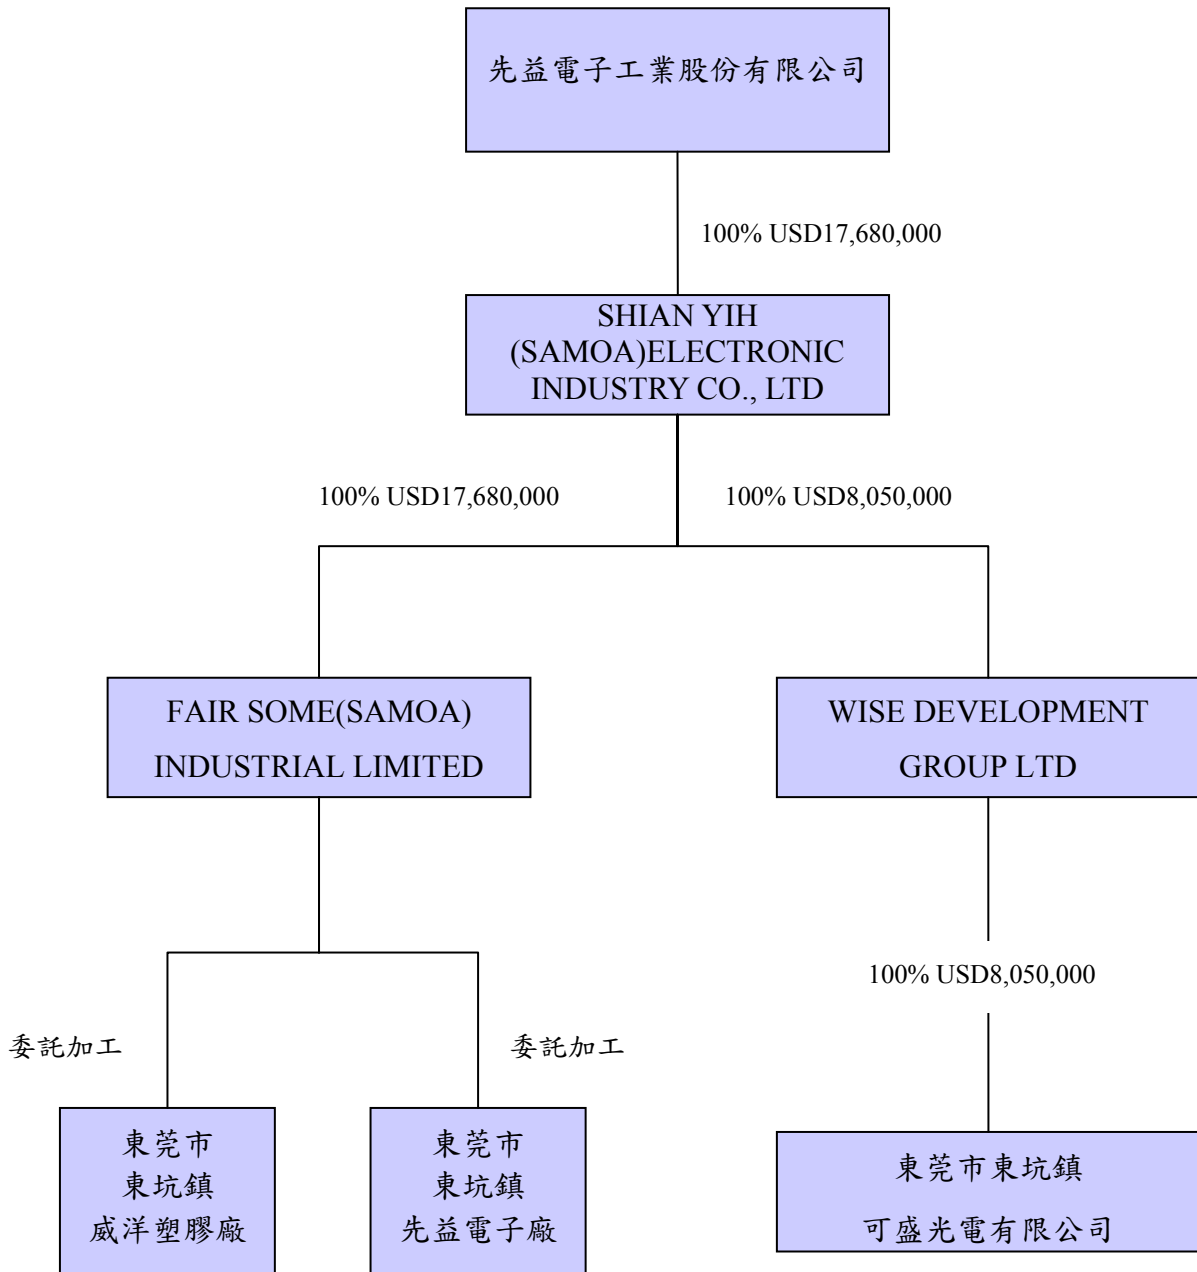 先益電子工業股份有限公司
100% USD17,680,000
SHIAN YIH
(SAMOA)ELECTRONIC
INDUSTRY CO., LTD
100% USD17,680,000
100% USD8,050,000
FAIR SOME(SAMOA)
INDUSTRIAL LIMITED
WISE DEVELOPMENT
GROUP LTD
100% USD8,050,000
委託加工
委託加工
東莞市
東坑鎮
威洋塑膠廠
東莞市
東坑鎮
先益電子廠
東莞市東坑鎮
可盛光電有限公司